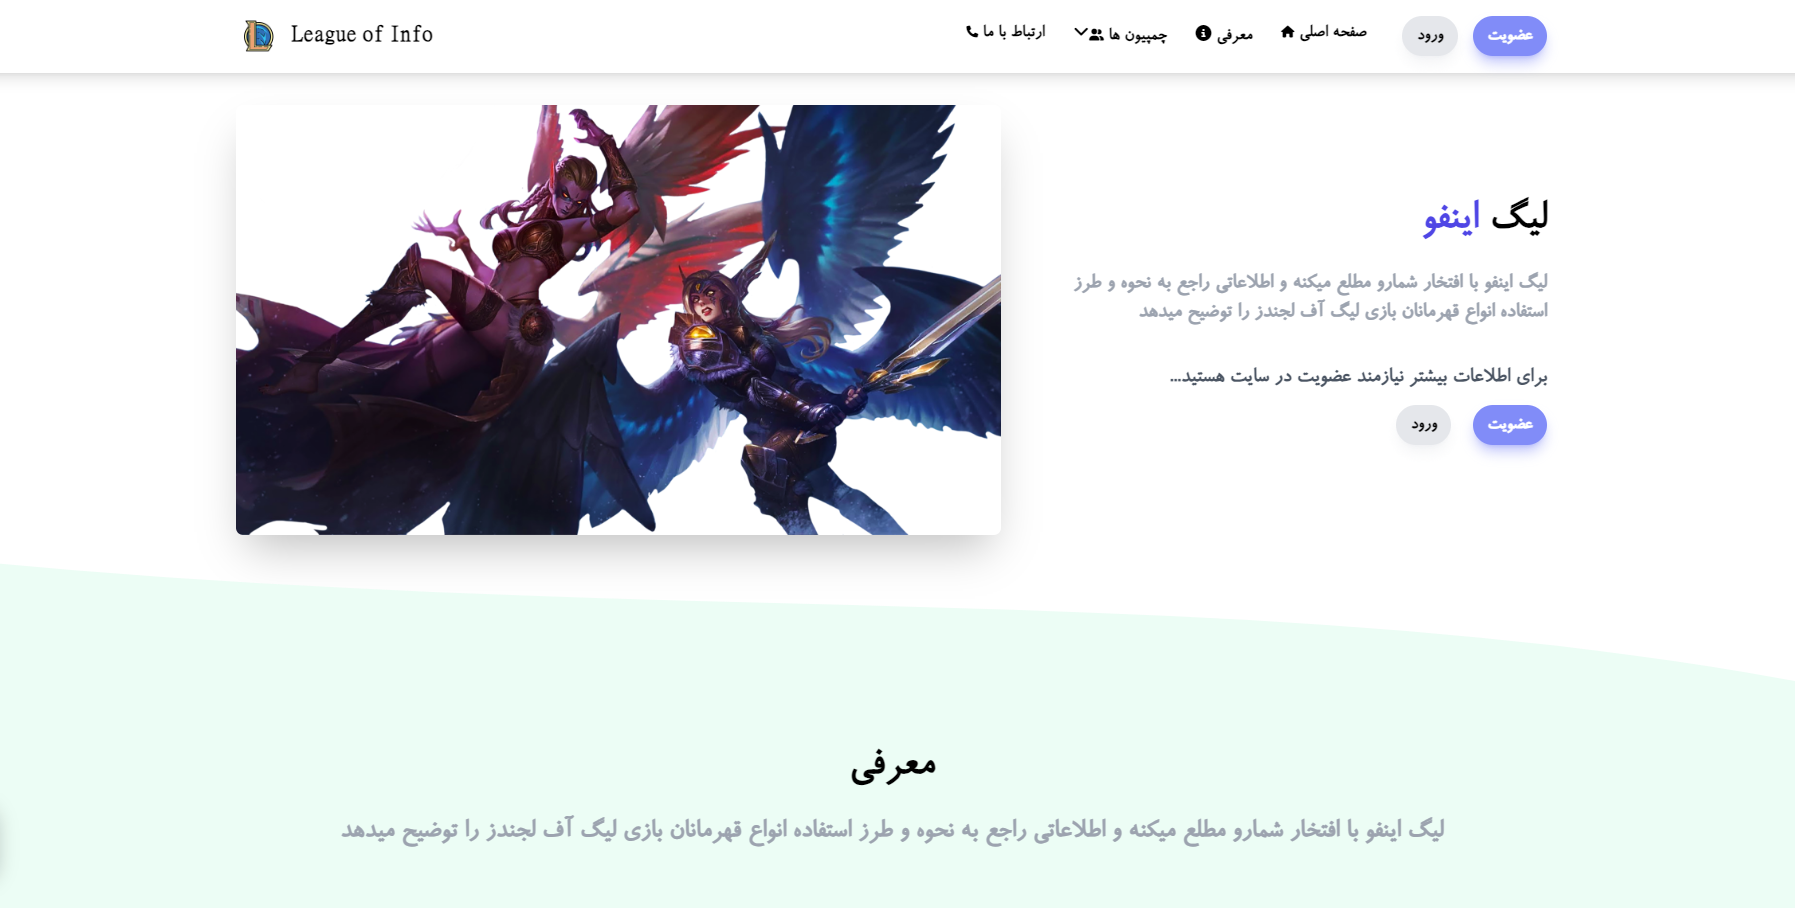 عضویت
ورود
صفحه اصلی
معرفی
چمپیون ها
ارتباط با ما
League of Info
لیگ اینفو
لیگ اینفو با افتخار شمارو مطلع میکنه و اطلاعاتی راجع به نحوه و طرز
استفاده انواع قهرمانان بازی لیگ آف لجندز را توضیح میدهد
برای اطلاعات بیشتر نیازمند عضویت در سایت هستید...
عضویت
ورود
معرفی
لیگ اینفو با افتخار شمارو مطلع میکنه و اطلاعاتی راجع به نحوه و طرز استفاده انواع قهرمانان بازی لیگ آف لجندز را توضیح میدهد